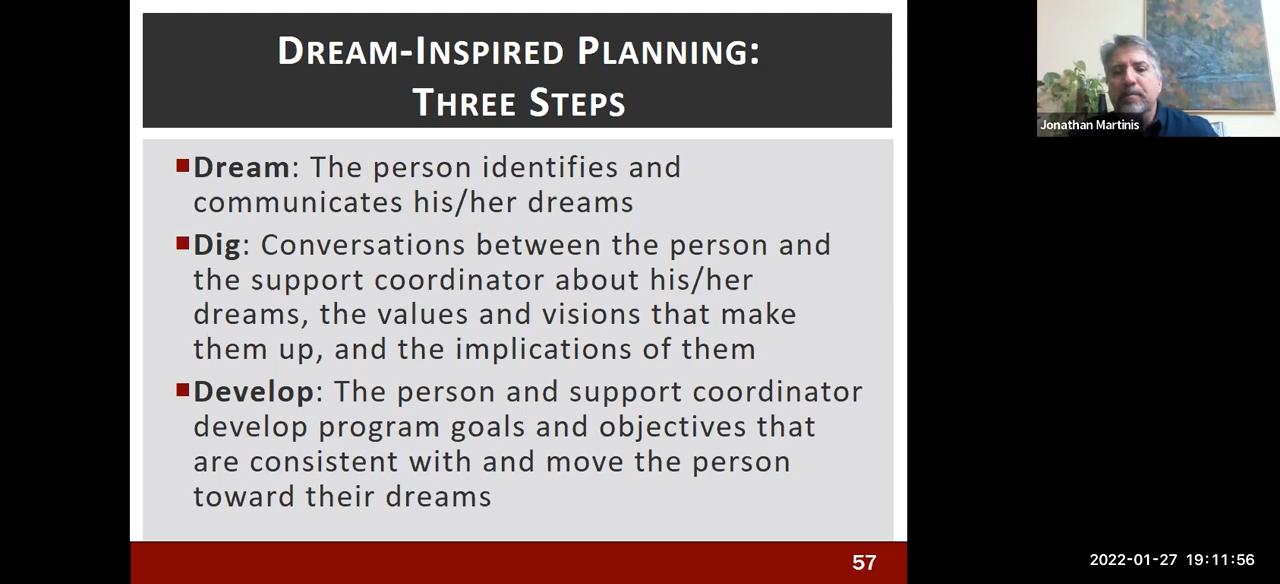 DREAM-INSPIRED PLANNING:
THREE STEPS
Dream: The person identifies and
communicates his/her dreams
Dig: Conversations between the person and
the support coordinator about his/her
dreams, the values and visions that make
them up, and the implications of them
Develop: The person and support coordinator
develop program goals and objectives that
are consistent with and move the person
toward their dreams
57
Jonathan Martinis
2022-01-27 19:11:56